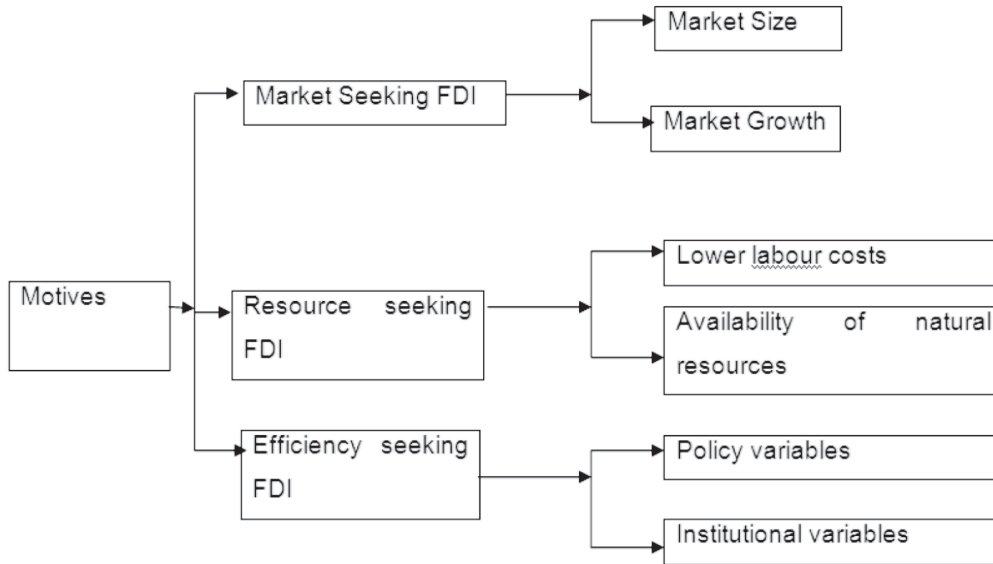 Market Size
Market Seeking FDI
Market Growth
Motives
Resource seeking
FDI
Lower labour costs
Availability of natural
resources
Efficiency seeking
FDI
Policy variables
Institutional variables